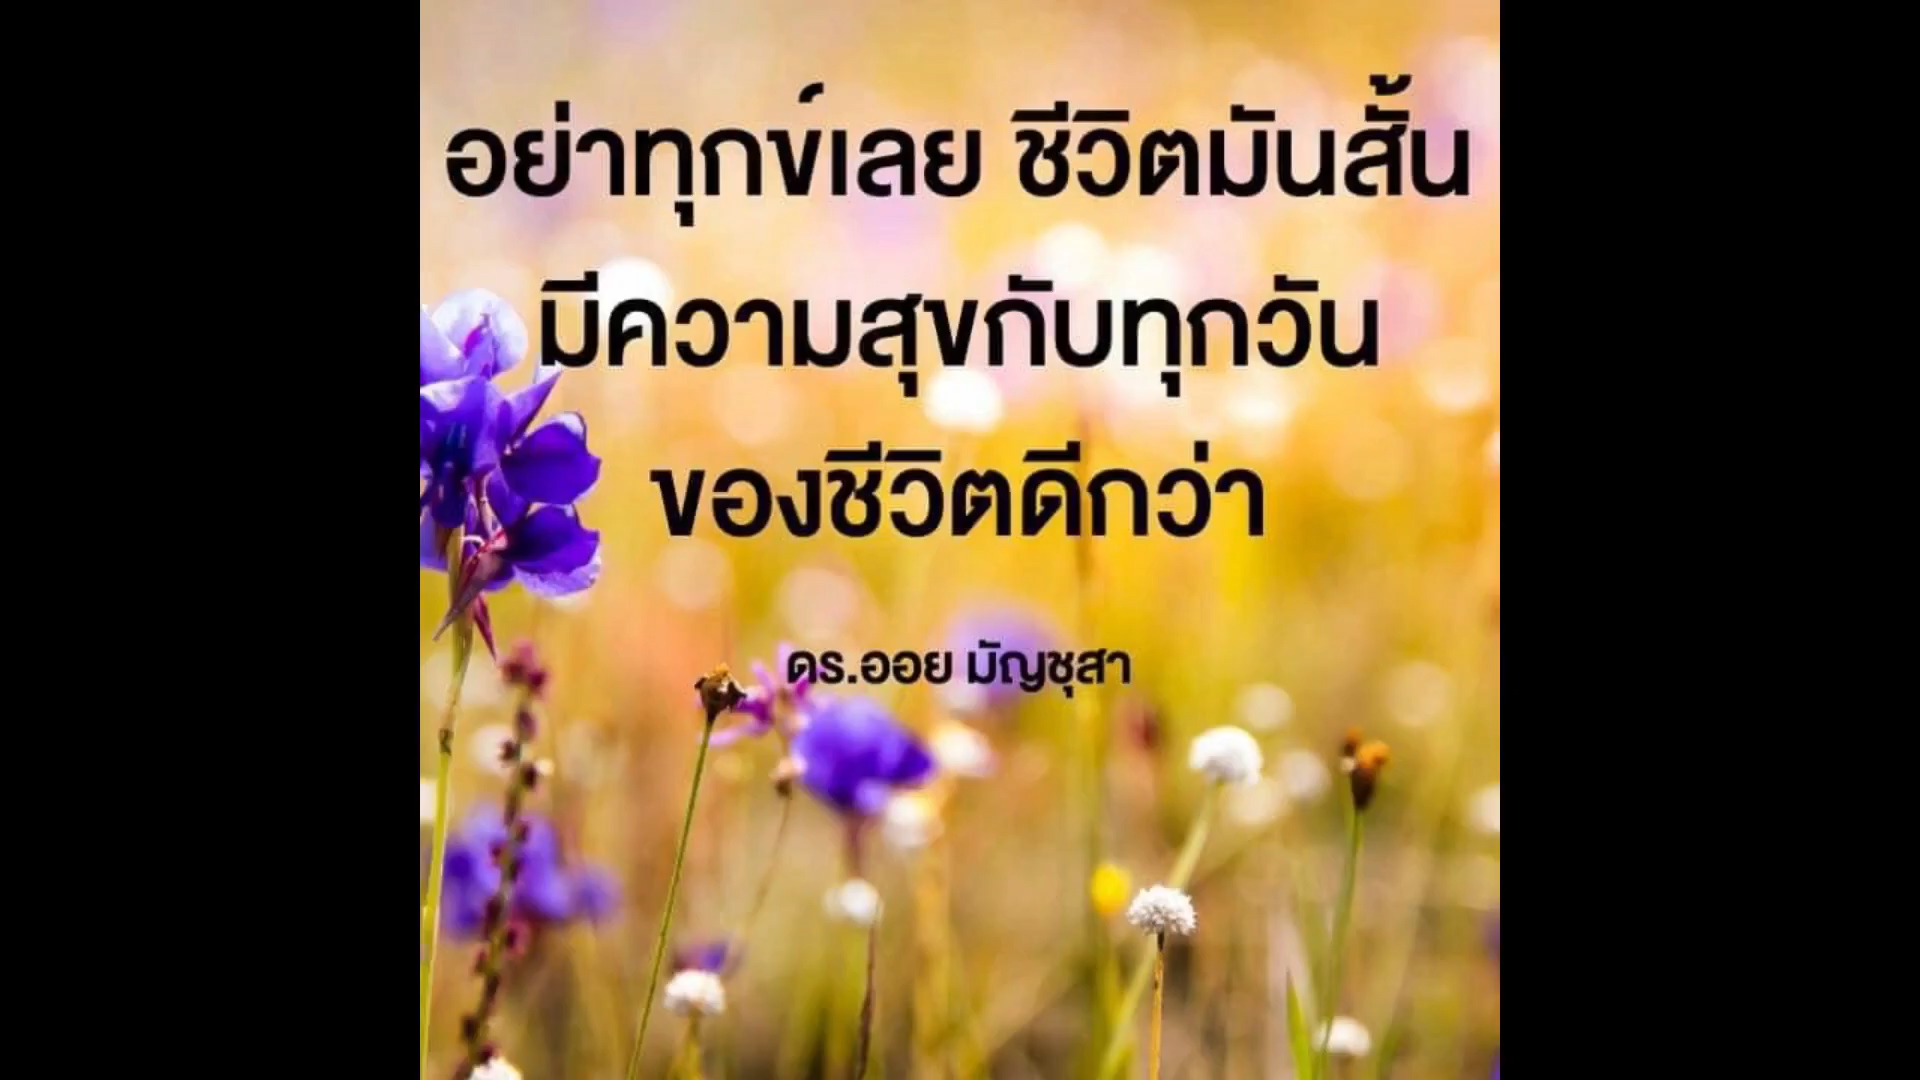 อย่าทุกข์เลย ชีวิตมันสั้น
มีความสุขกับทุกวัน
ของชีวิตดีกว่า
ดร.ออย มัญชุสา